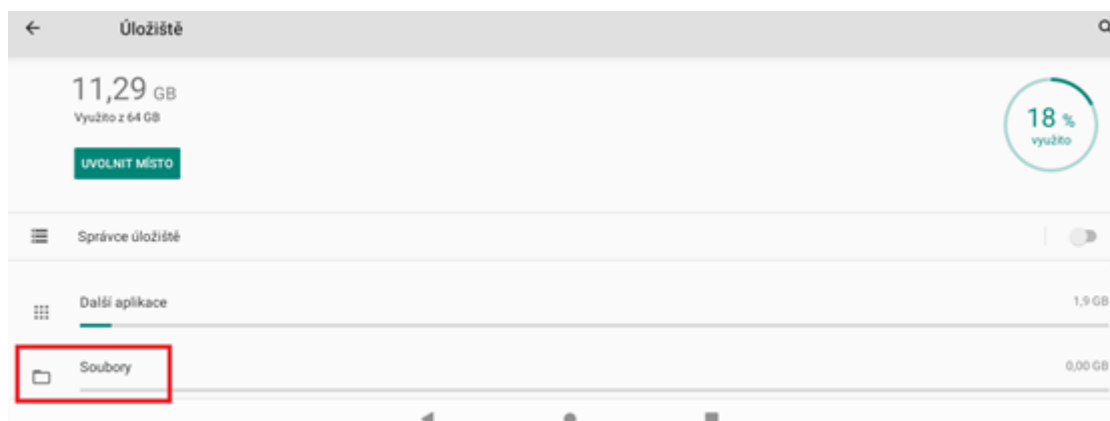 Úložiště
11,29 GB
Využito z 64 GB
18 %
využito
UVOLNIT MÍSTO
Správce úložiště
Další aplikace
1,9 GB
Soubory
0,00 GB